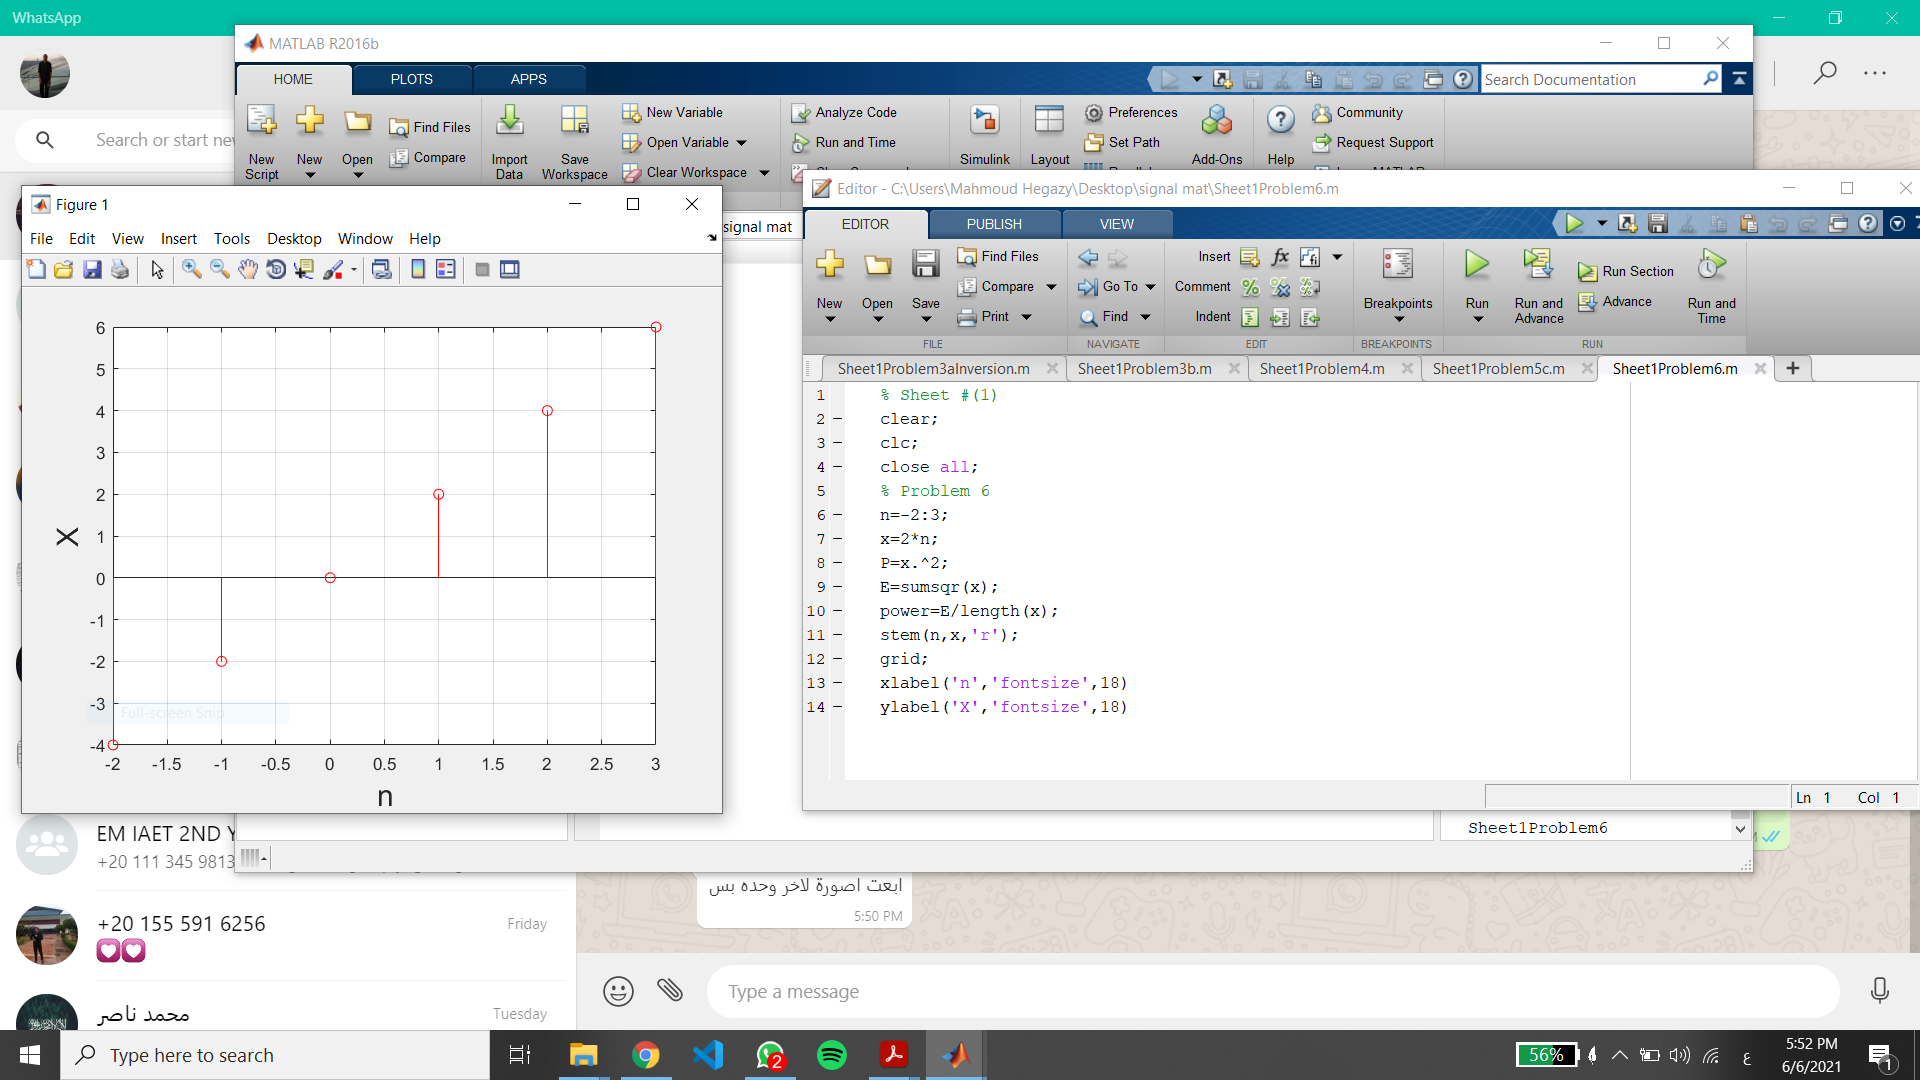 WhatsApp
Search or start ne
MATLAB R2016b
HOME
PLOTS
APPS
Search Documentation
New Script
New
Open
Find Files
Compare
Import Data
Save Workspace
New Variable
Open Variable
Clear Workspace
Analyze Code
Run and Time
Simulink
Layout
Preferences
Set Path
Add-Ons
Help
Community
Request Support
signal mat
Figure 1
File Edit View Insert Tools Desktop Window Help
6
5
4
3
2
1
0
-1
-2
-3
-4
X
-2 -1.5 -1 -0.5 0 0.5 1 1.5 2 2.5 3
n
Full-screen Snip
Editor - C:\Users\Mahmoud Hegazy\Desktop\signal mat\Sheet1Problem6.m
EDITOR
PUBLISH
VIEW
New
Open
Save
Find Files
Compare
Print
FILE
Go To
Find
NAVIGATE
Insert
Comment
Indent
EDIT
Breakpoints
BREAKPOINTS
Run
Run and Advance
Run Section
Advance
Run and Time
RUN
Sheet1Problem3aInversion.m
Sheet1Problem3b.m
Sheet1Problem4.m
Sheet1Problem5c.m
Sheet1Problem6.m
1 % Sheet #(1)
2 – clear;
3 – clc;
4 – close all;
5 % Problem 6
6 – n=-2:3;
7 – x=2*n;
8 – P=x.^2;
9 – E=sumsqr(x);
10 – power=E/length(x);
11 – stem(n,x,'r');
12 – grid;
13 – xlabel('n','fontsize',18)
14 – ylabel('X','fontsize',18)
Ln 1 Col 1
Sheet1Problem6
EM IAET 2ND Y
+20 111 345 9813
+20 155 591 6256
Friday
محمد ناصر
Tuesday
ابعت اصورة لاخر وحده بس
5:50 PM
Type a message
Type here to search
2
56%
ع
5:52 PM
6/6/2021
1